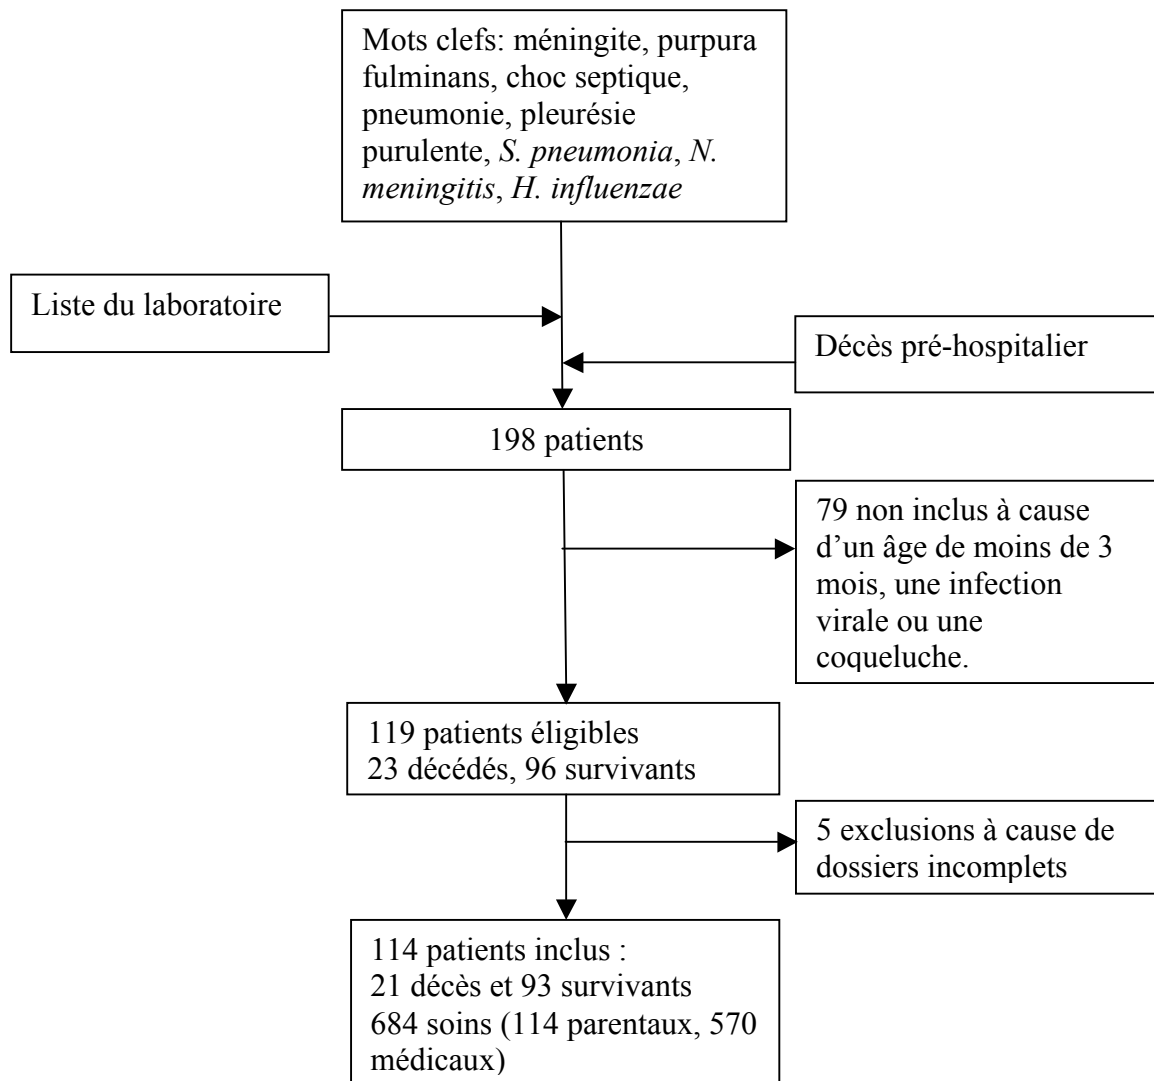 Mots clefs: méningite, purpura
fulminans, choc septique,
pneumonie, pleurésie
purulente, S. pneumonia, N.
meningitis, H. influenzae
Liste du laboratoire
Décès pré-hospitalier
198 patients
79 non inclus à cause
d’un âge de moins de 3
mois, une infection
virale ou une
coqueluche.
119 patients éligibles
23 décédés, 96 survivants
5 exclusions à cause de
dossiers incomplets
114 patients inclus :
21 décès et 93 survivants
684 soins (114 parentaux, 570
médicaux)